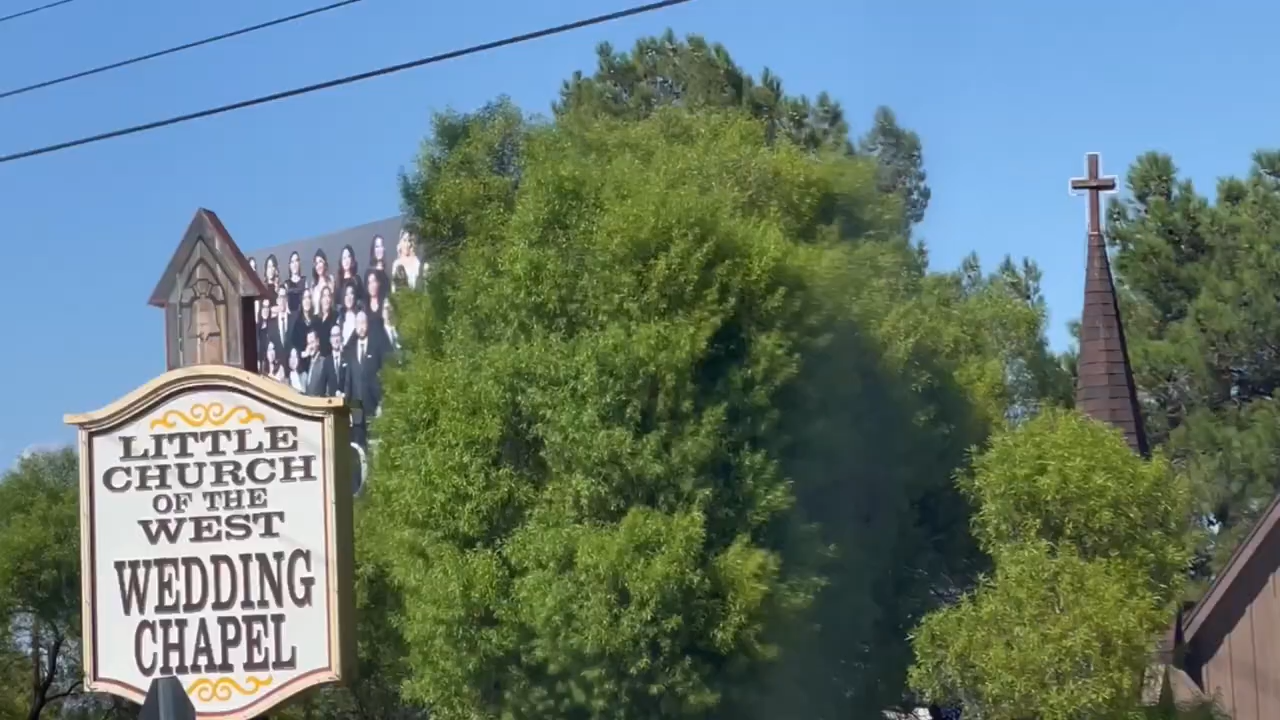 LITTLE
CHURCH
OF THE
WEST
WEDDING
CHAPEL